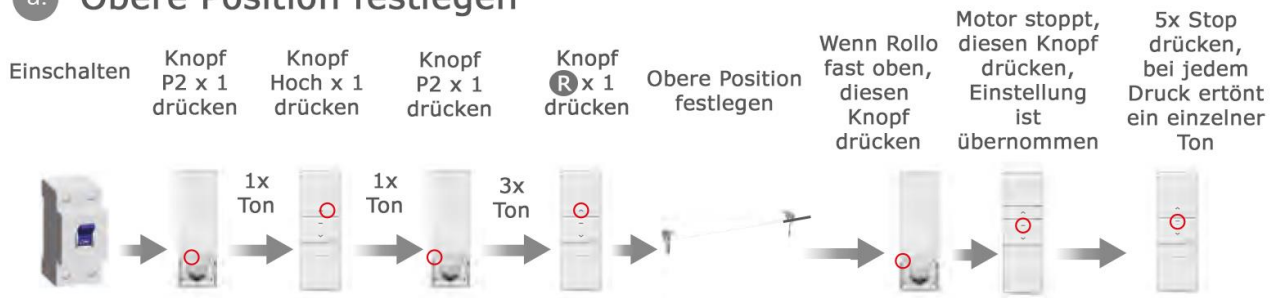 a. Obere Position festlegen
Einschalten
Knopf
P2 x 1
drücken
1x
Ton
Knopf
Hoch x 1
drücken
1x
Ton
Knopf
P2 x 1
drücken
3x
Ton
Knopf
R x 1
drücken
Obere Position
festlegen
Wenn Rollo
fast oben,
diesen
Knopf
drücken
Motor stoppt,
diesen Knopf
drücken,
Einstellung
ist
übernommen
5x Stop
drücken,
bei jedem
Druck ertönt
ein einzelner
Ton